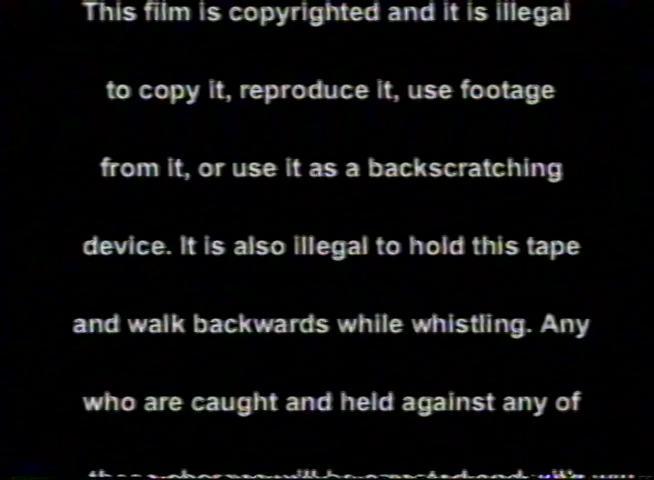 This film is copyrighted and it is illegal
to copy it, reproduce it, use footage
from it, or use it as a backscratching
device. It is also illegal to hold this tape
and walk backwards while whistling. Any
who are caught and held against any of